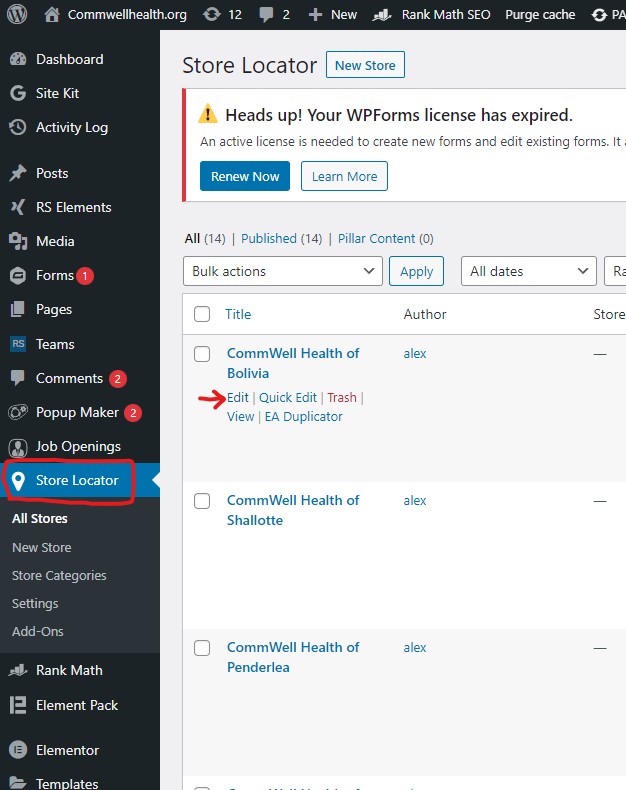 Commwellhealth.org 12 2 New Rank Math SEO Purge cache PA
Dashboard
Site Kit
Activity Log
Posts
RS Elements
Media
Forms 1
Pages
RS Teams
Comments 2
Popup Maker 2
Job Openings
Store Locator
All Stores
New Store
Store Categories
Settings
Add-Ons
Rank Math
Element Pack
Elementor
Templates
Store Locator New Store
Heads up! Your WPForms license has expired.
An active license is needed to create new forms and edit existing forms. It a
Renew Now Learn More
All (14) | Published (14) | Pillar Content (0)
Bulk actions Apply All dates Ra
Title Author Store
CommWell Health of alex —
Bolivia
Edit | Quick Edit | Trash |
View | EA Duplicator
CommWell Health of alex —
Shallotte
CommWell Health of alex —
Penderlea